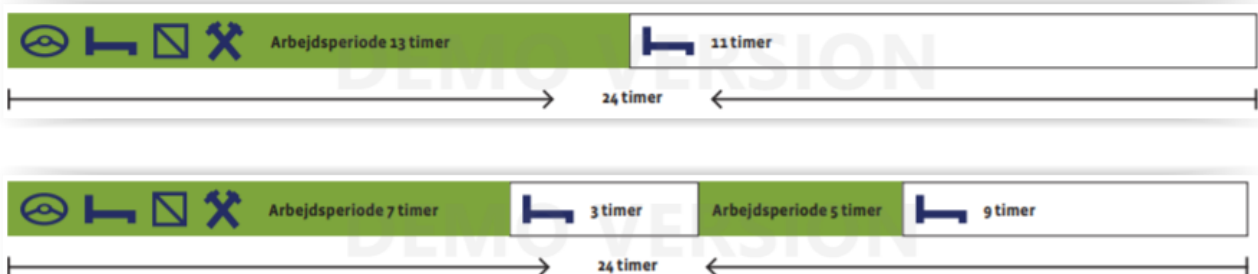 Arbejdsperiode 13 timer 11 timer
DEMO VERSION
24 timer
Arbejdsperiode 7 timer 3 timer Arbejdsperiode 5 timer 9 timer
DEMO VERSION
24 timer